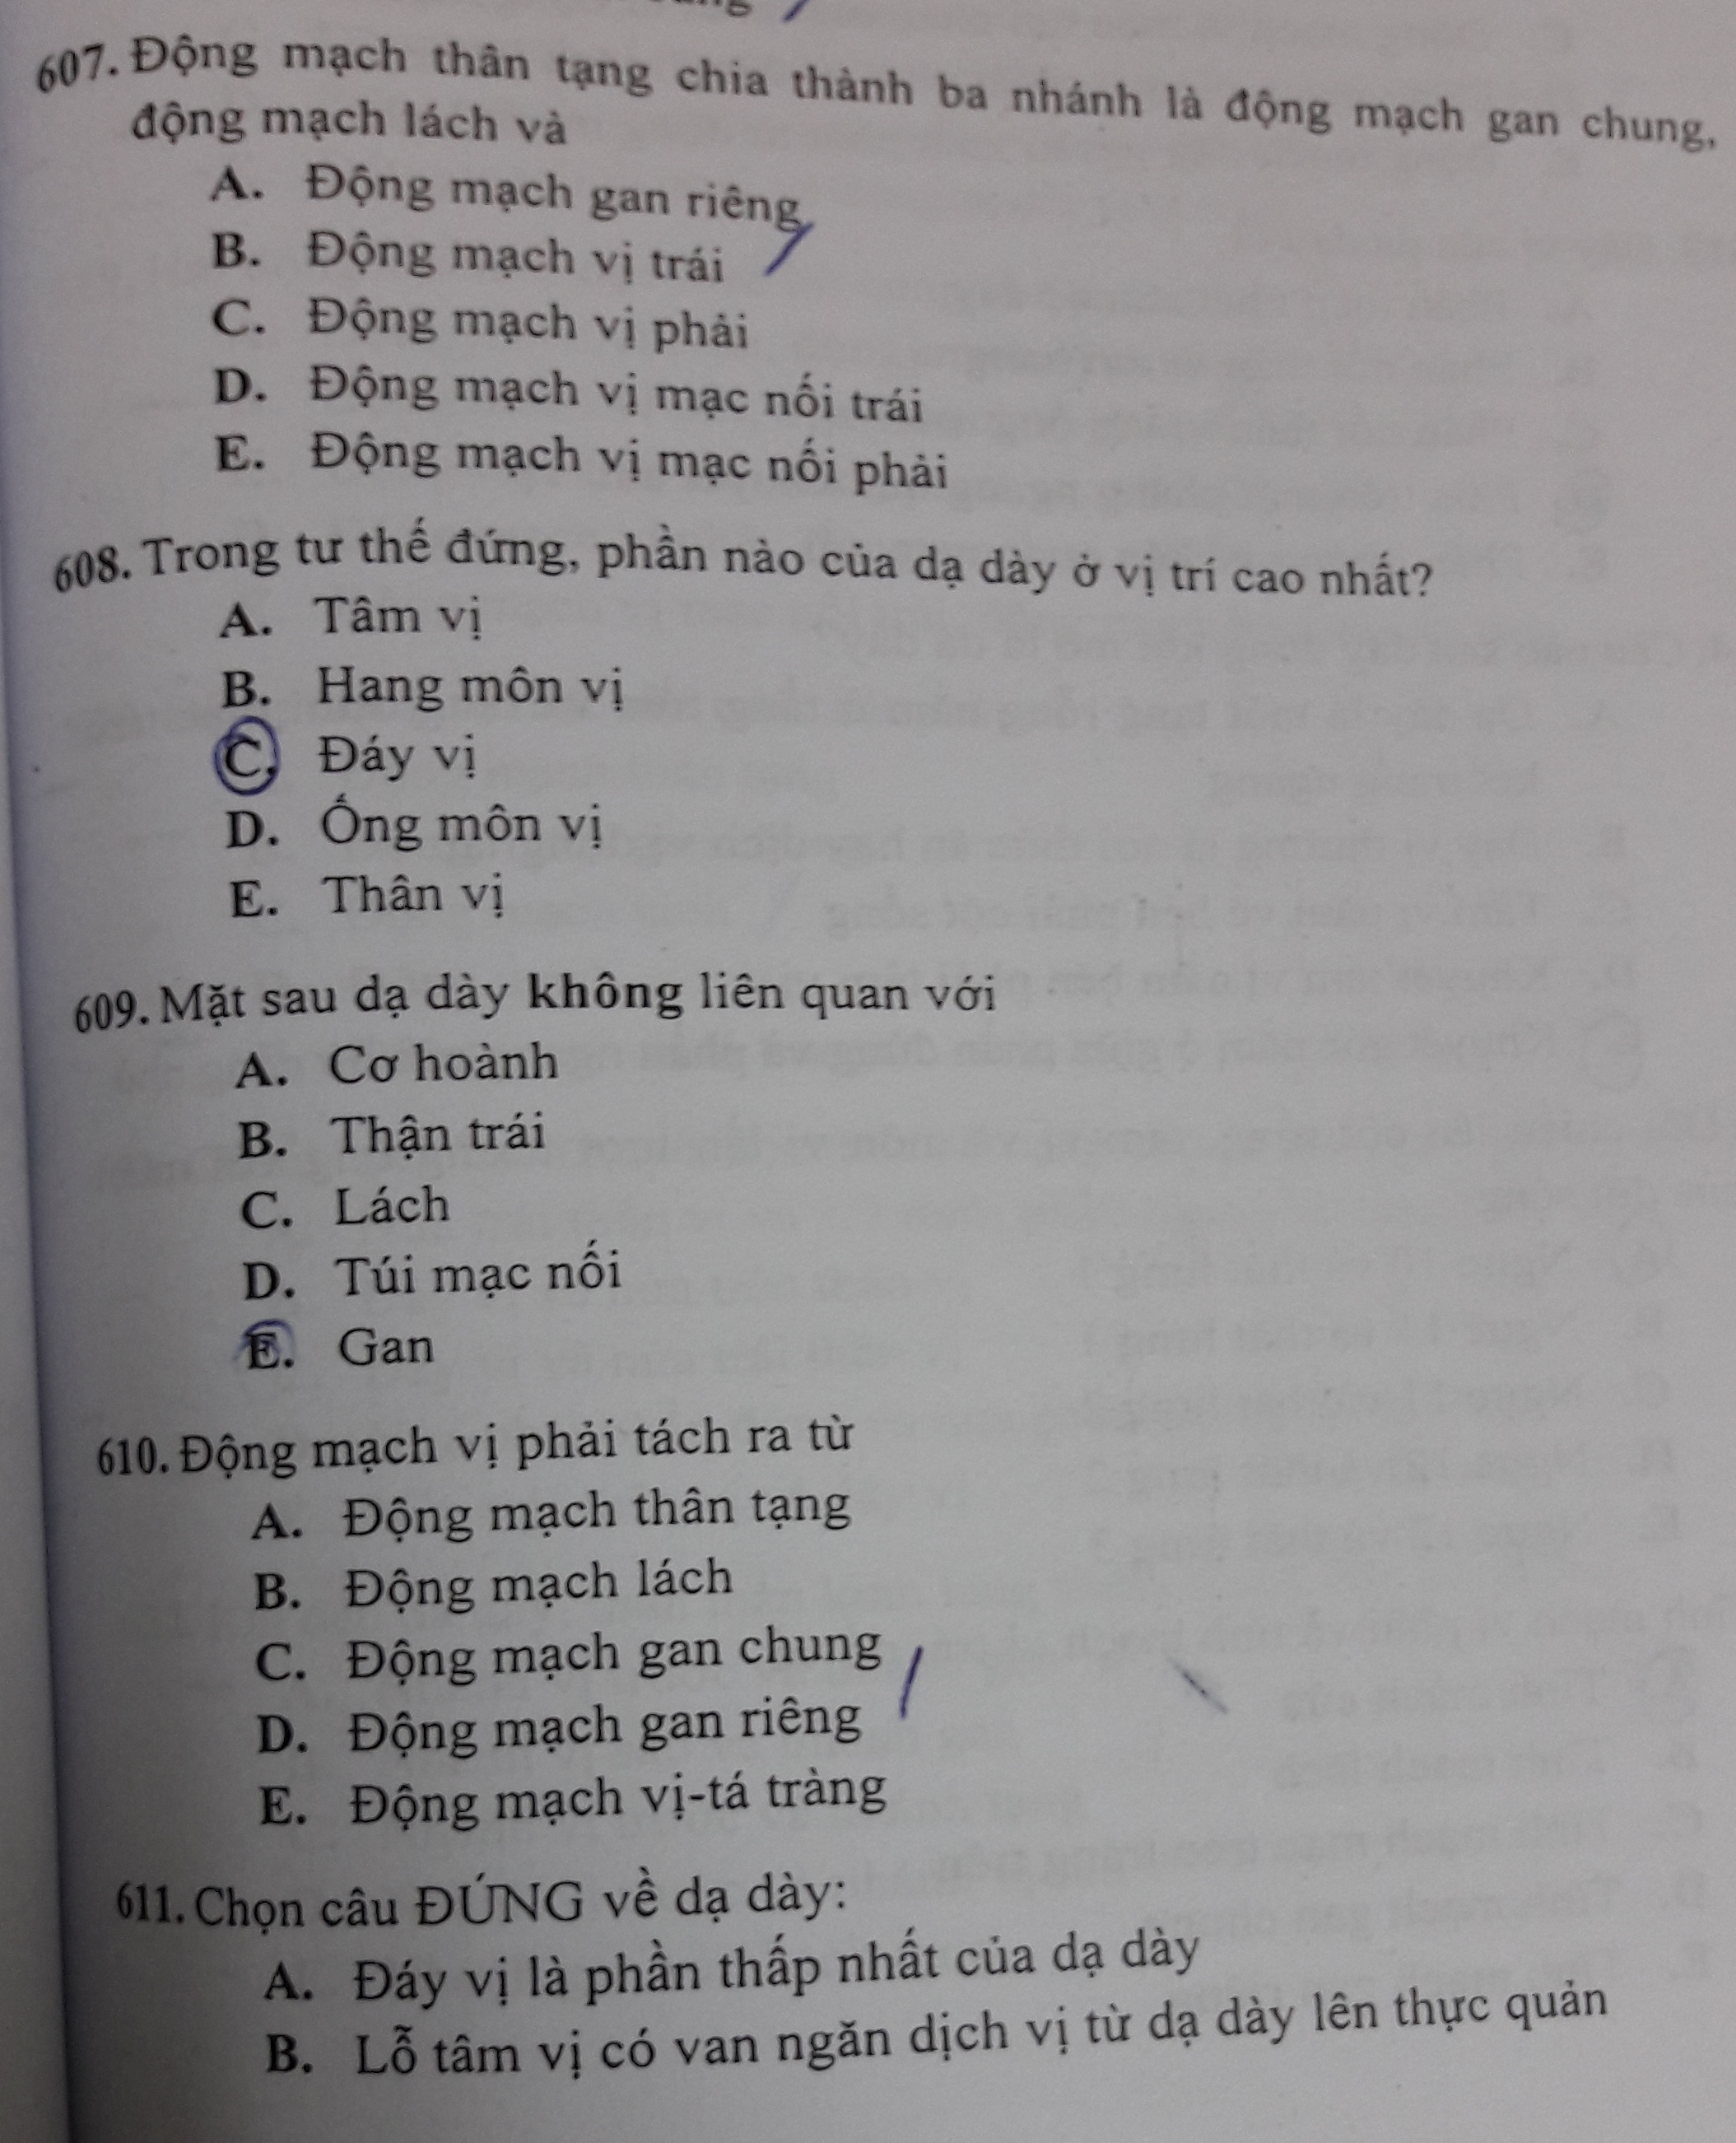 607. Động mạch thân tạng chia thành ba nhánh là động mạch gan chung,
động mạch lách và
A. Động mạch gan riêng
B. Động mạch vị trái
C. Động mạch vị phải
D. Động mạch vị mạc nối trái
E. Động mạch vị mạc nối phải
608. Trong tư thế đứng, phần nào của dạ dày ở vị trí cao nhất?
A. Tâm vị
B. Hang môn vị
C. Đáy vị
D. Ống môn vị
E. Thân vị
609. Mặt sau dạ dày không liên quan với
A. Cơ hoành
B. Thận trái
C. Lách
D. Túi mạc nối
E. Gan
610. Động mạch vị phải tách ra từ
A. Động mạch thân tạng
B. Động mạch lách
C. Động mạch gan chung
D. Động mạch gan riêng
E. Động mạch vị-tá tràng
611. Chọn câu ĐÚNG về dạ dày:
A. Đáy vị là phần thấp nhất của dạ dày
B. Lỗ tâm vị có van ngăn dịch vị từ dạ dày lên thực quản